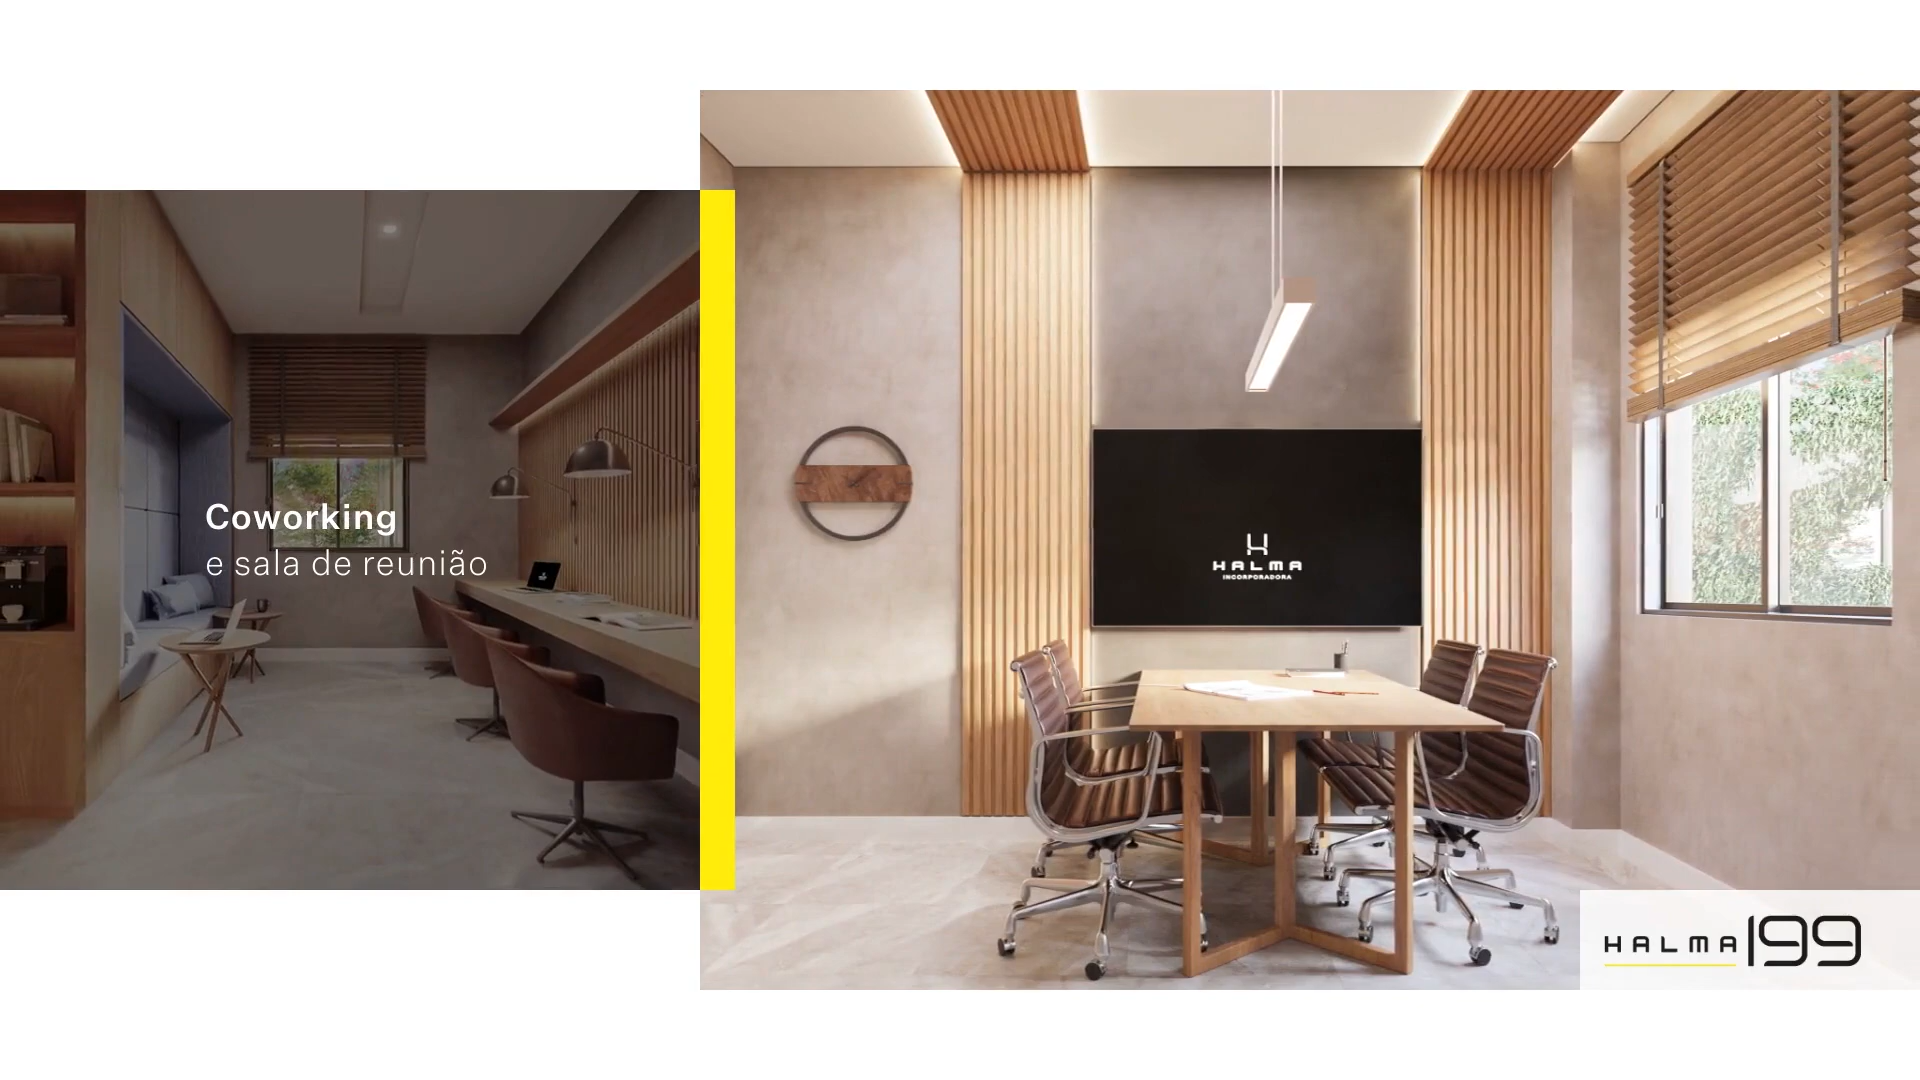 Coworking
e sala de reunião
HALMA
INCORPORADORA
HALMA 199